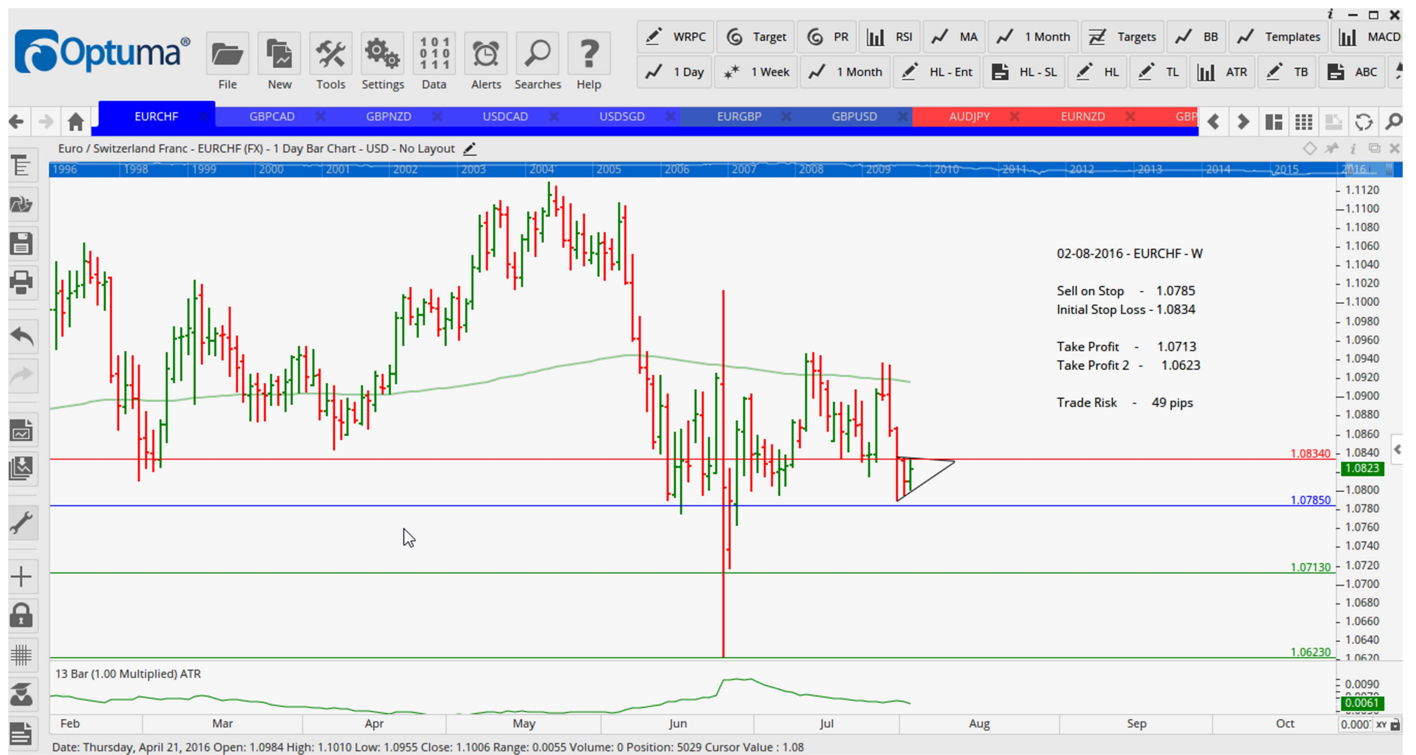 i
Optuma®
File
New
Tools
Settings
101
010
111
Data
Alerts
Searches
Help
WRPC
Target
PR
RSI
MA
1 Month
Targets
BB
Templates
MACD
1 Day
1 Week
1 Month
HL - Ent
HL - SL
HL
TL
ATR
TB
ABC
EURCHF
GBPCAD
GBPNZD
USDCAD
USDSGD
EURGBP
GBPUSD
AUDJPY
EURNZD
GBP
Euro / Switzerland Franc - EURCHF (FX) - 1 Day Bar Chart - USD - No Layout
1996 1998 1999 2000 2001 2002 2003 2004 2005 2006 2007 2008 2009 2010 2011 2012 2013 2014 2015 2016
1.1120
1.1100
1.1080
1.1060
1.1040
1.1020
1.1000
1.0980
1.0960
1.0940
1.0920
1.0900
1.0880
1.0860
1.0840
1.0823
1.0800
1.0780
1.0760
1.0740
1.0720
1.0700
1.0680
1.0660
1.0640
1.0620
02-08-2016 - EURCHF - W
Sell on Stop - 1.0785
Initial Stop Loss - 1.0834
Take Profit - 1.0713
Take Profit 2 - 1.0623
Trade Risk - 49 pips
1.08340
1.07850
1.07130
1.06230
13 Bar (1.00 Multiplied) ATR
0.0090
0.0061
Feb Mar Apr May Jun Jul Aug Sep Oct
0.000 XY
Date: Thursday, April 21, 2016 Open: 1.0984 High: 1.1010 Low: 1.0955 Close: 1.1006 Range: 0.0055 Volume: 0 Position: 5029 Cursor Value : 1.08